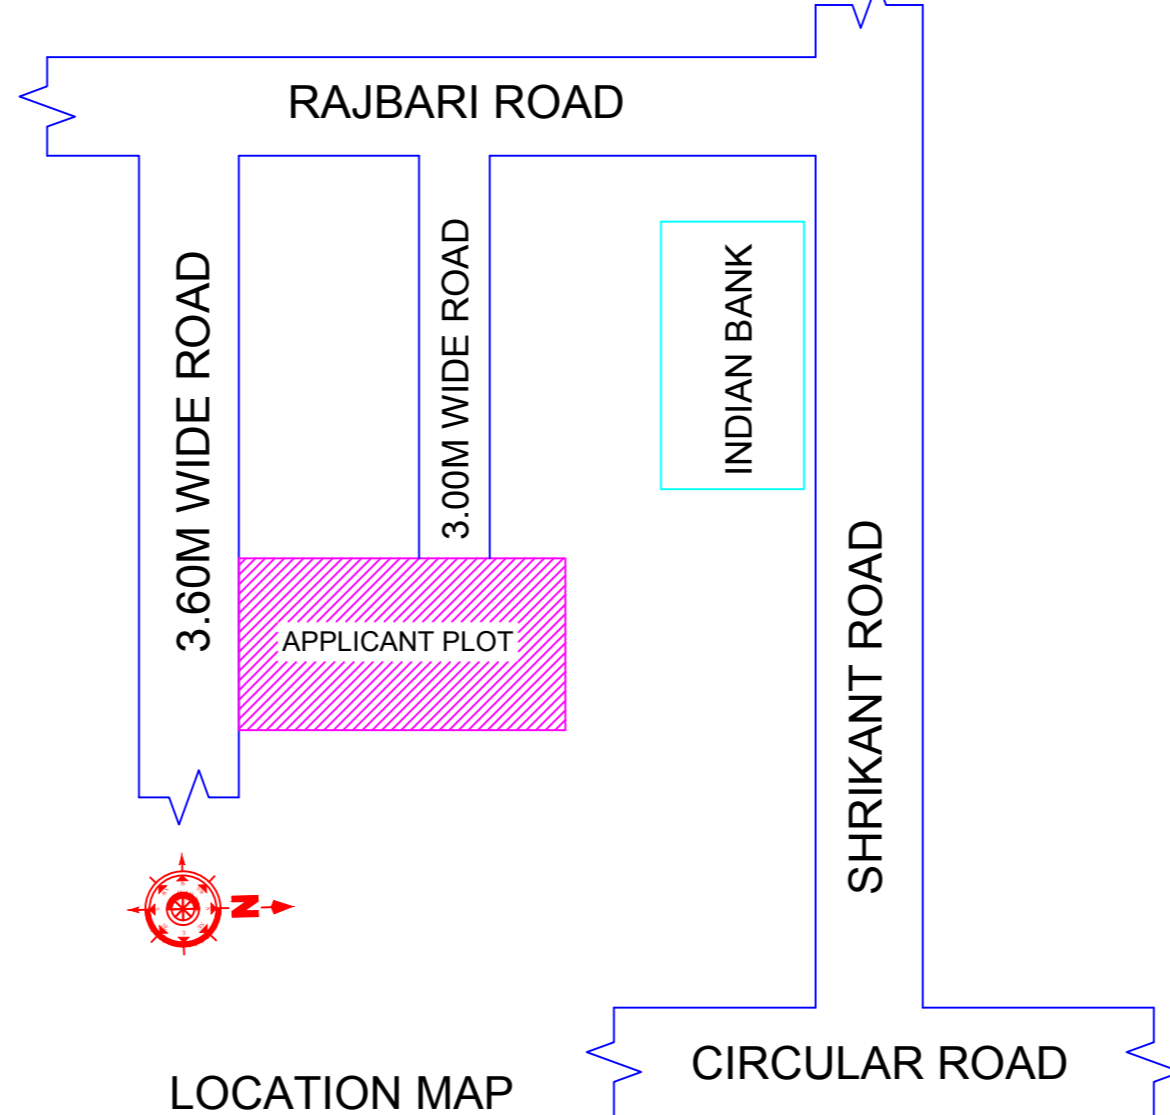 RAJBARI ROAD
3.60M WIDE ROAD
3.00M WIDE ROAD
INDIAN BANK
APPLICANT PLOT
SHRIKANT ROAD
N
CIRCULAR ROAD
LOCATION MAP